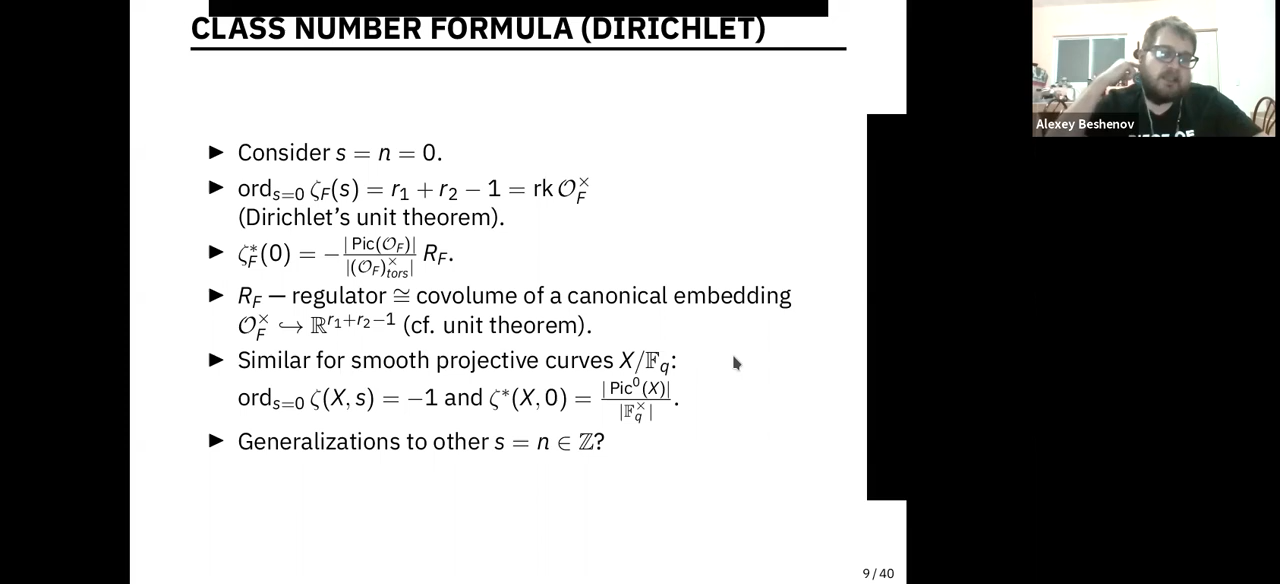 CLASS NUMBER FORMULA (DIRICHLET)
Alexey Beshenov
► Consider s = n = 0.
► ord_{s=0} ζ_F(s) = r_1 + r_2 − 1 = rk 𝒪_F^×
(Dirichlet's unit theorem).
► ζ_F^*(0) = − |Pic(𝒪_F)| / |(𝒪_F)_{tors}^×| R_F.
► R_F — regulator ≅ covolume of a canonical embedding
𝒪_F^× ↪ ℝ^{r_1+r_2−1} (cf. unit theorem).
► Similar for smooth projective curves X/𝔽_q:
ord_{s=0} ζ(X, s) = −1 and ζ^*(X, 0) = |Pic^0(X)| / |𝔽_q^×|.
► Generalizations to other s = n ∈ ℤ?
9 / 40